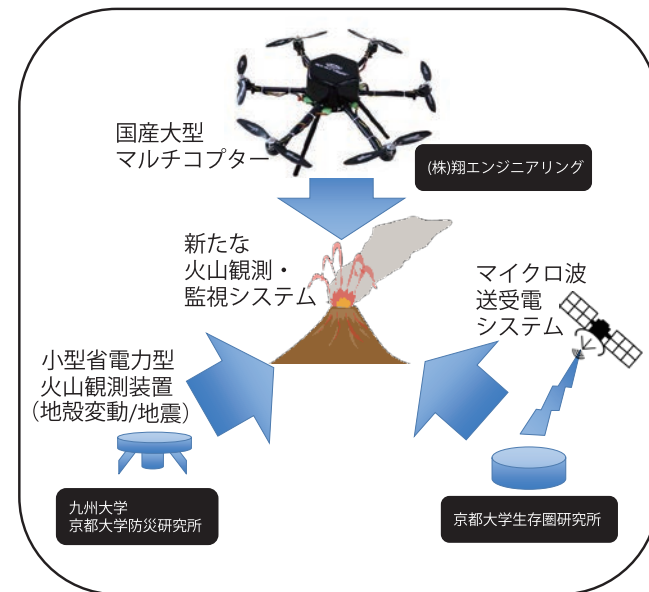 国産大型
マルチコプター
(株)翔エンジニアリング
新たな
火山観測・
監視システム
マイクロ波
送受電
システム
小型省電力型
火山観測装置
(地殻変動/地震)
九州大学
京都大学防災研究所
京都大学生存圏研究所